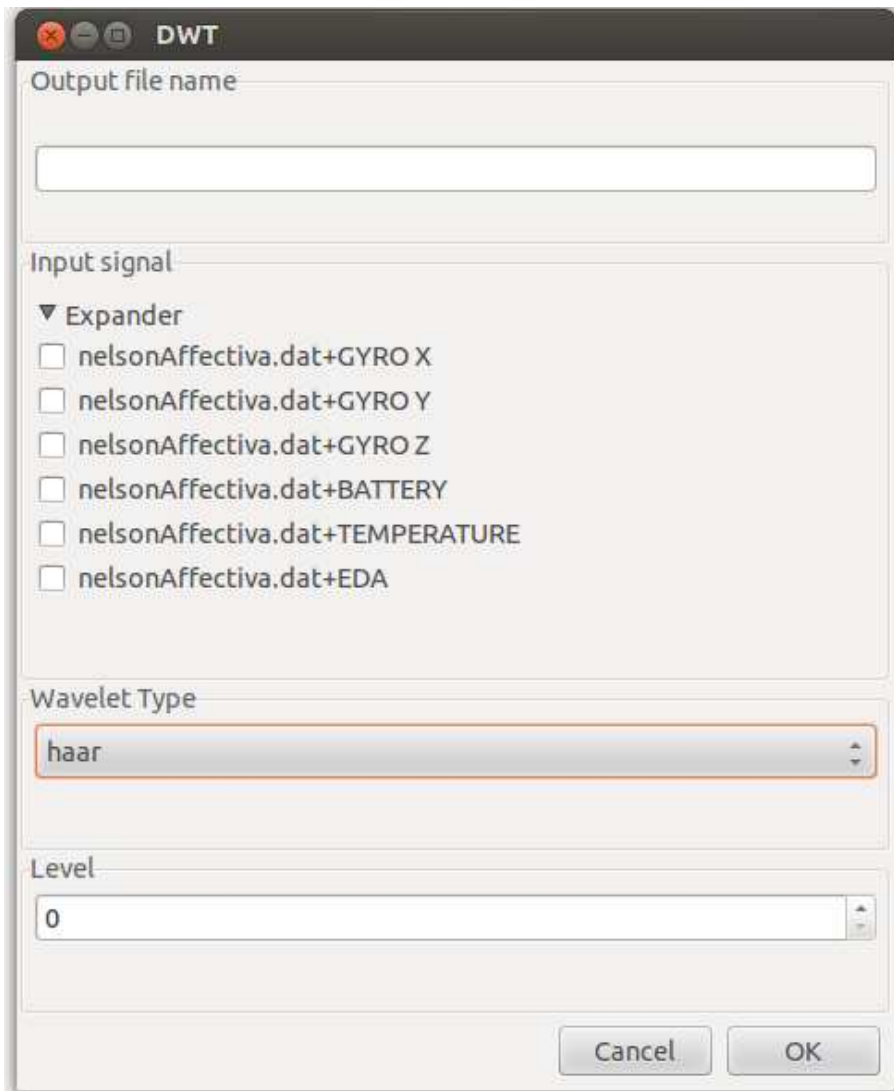 DWT
Output file name
Input signal
Expander
nelsonAffectiva.dat+GYRO X
nelsonAffectiva.dat+GYRO Y
nelsonAffectiva.dat+GYRO Z
nelsonAffectiva.dat+BATTERY
nelsonAffectiva.dat+TEMPERATURE
nelsonAffectiva.dat+EDA
Wavelet Type
haar
Level
0
Cancel OK